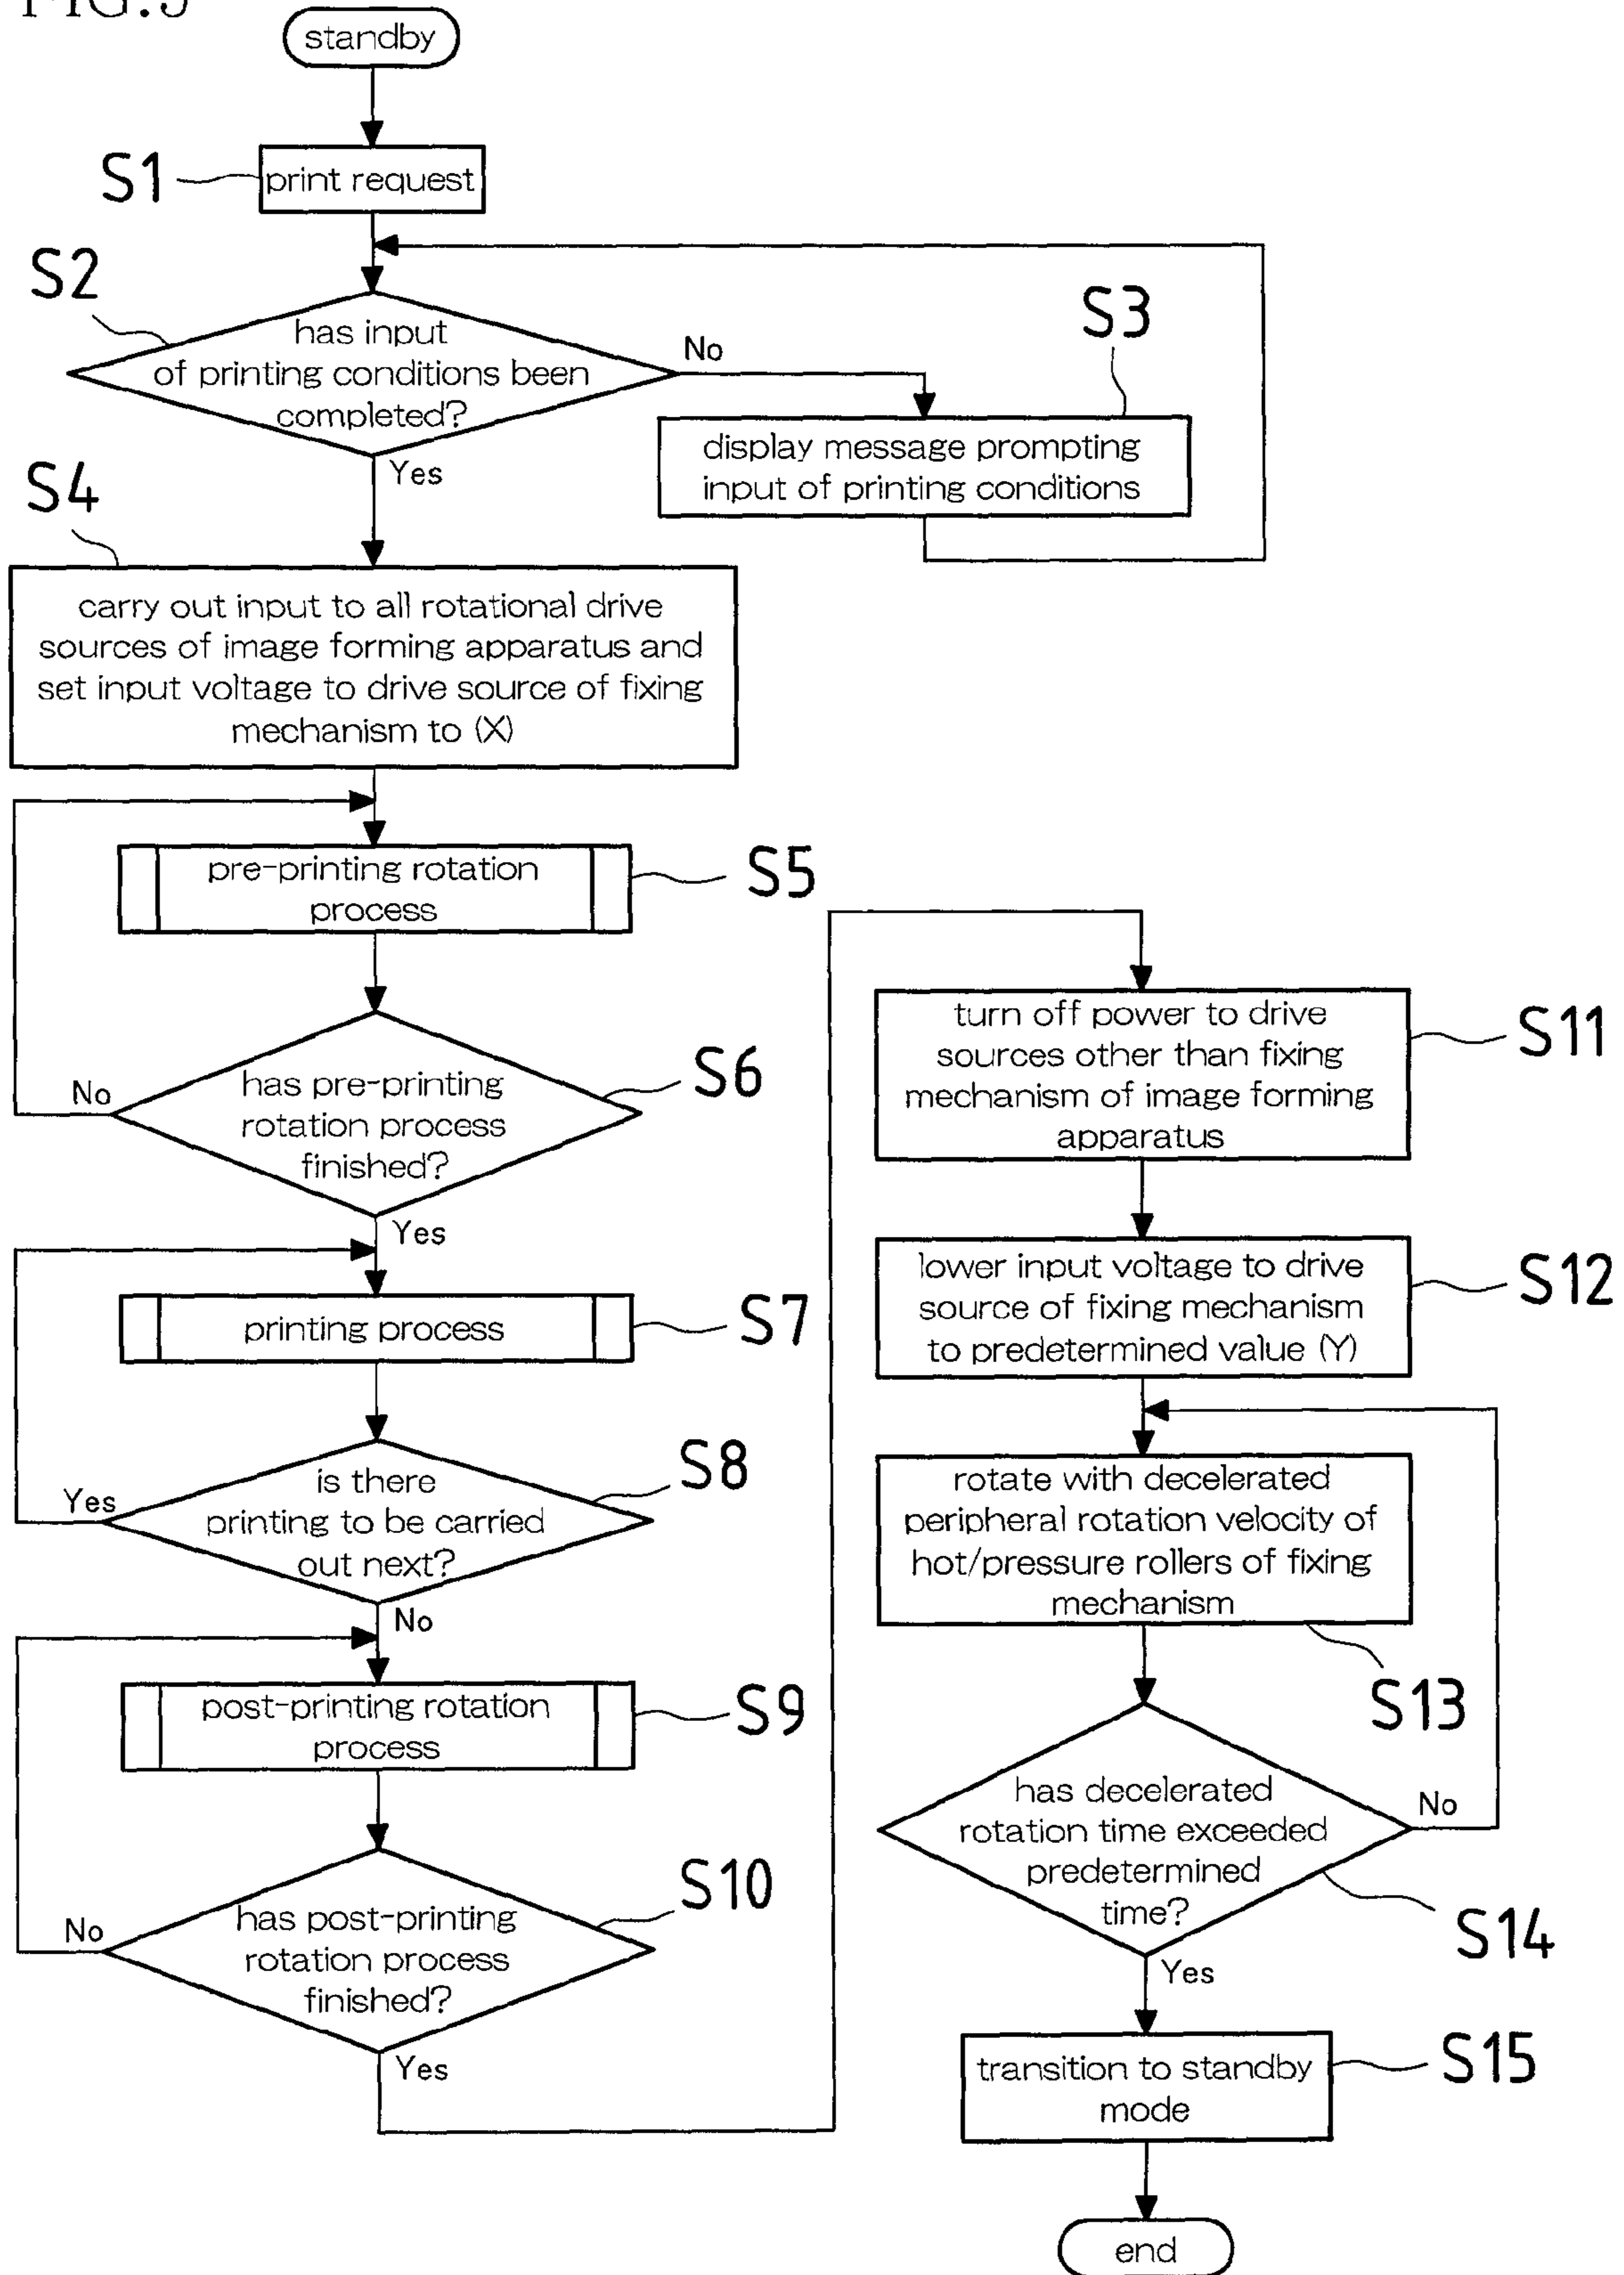 FIG.5
standby
S1
print request
S2
has input
of printing conditions been
completed?
No
Yes
S3
display message prompting
input of printing conditions
S4
carry out input to all rotational drive
sources of image forming apparatus and
set input voltage to drive source of fixing
mechanism to (X)
pre-printing rotation
process
S5
has pre-printing
rotation process
finished?
S6
No
Yes
printing process
S7
is there
printing to be carried
out next?
S8
Yes
No
post-printing rotation
process
S9
has post-printing
rotation process
finished?
S10
No
Yes
turn off power to drive
sources other than fixing
mechanism of image forming
apparatus
S11
lower input voltage to drive
source of fixing mechanism
to predetermined value (Y)
S12
rotate with decelerated
peripheral rotation velocity of
hot/pressure rollers of fixing
mechanism
S13
has decelerated
rotation time exceeded
predetermined
time?
No
S14
Yes
transition to standby
mode
S15
end